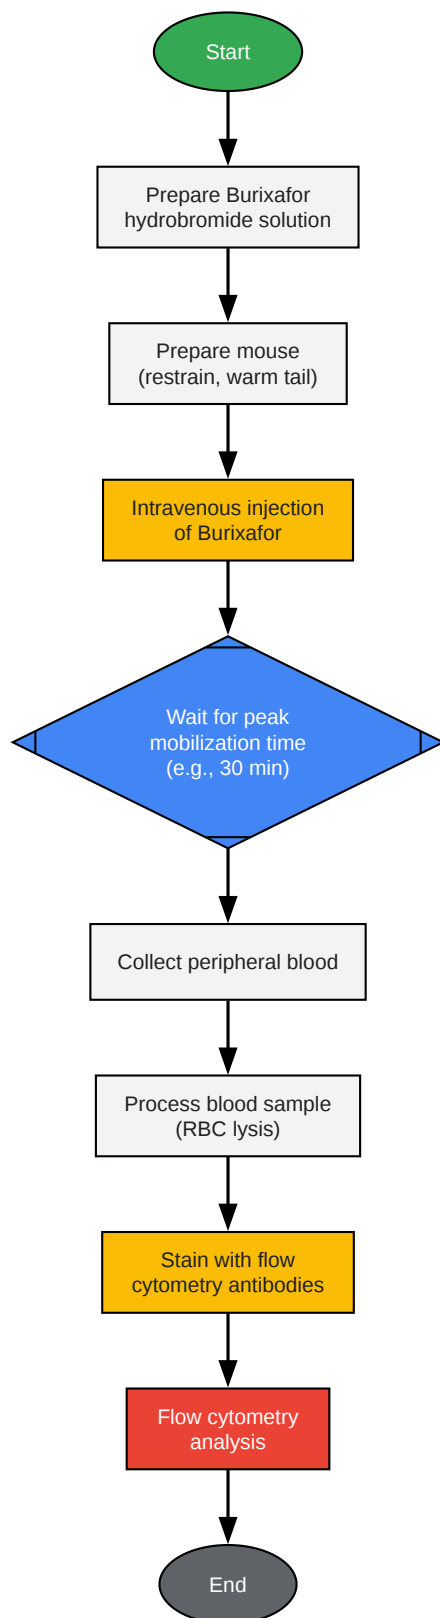 Start
Prepare Burixafor
hydrobromide solution
Prepare mouse
(restrain, warm tail)
Intravenous injection
of Burixafor
Wait for peak
mobilization time
(e.g., 30 min)
Collect peripheral blood
Process blood sample
(RBC lysis)
Stain with flow
cytometry antibodies
Flow cytometry
analysis
End